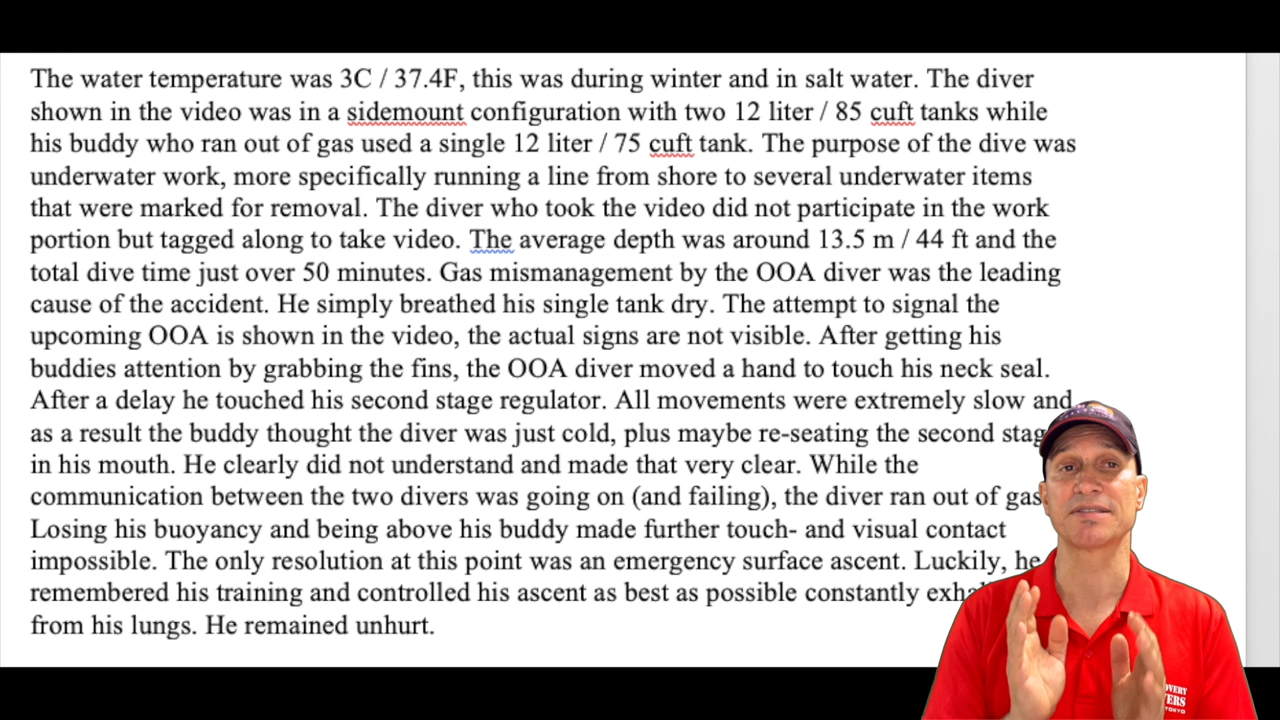 The water temperature was 3C / 37.4F, this was during winter and in salt water. The diver
shown in the video was in a sidemount configuration with two 12 liter / 85 cuft tanks while
his buddy who ran out of gas used a single 12 liter / 75 cuft tank. The purpose of the dive was
underwater work, more specifically running a line from shore to several underwater items
that were marked for removal. The diver who took the video did not participate in the work
portion but tagged along to take video. The average depth was around 13.5 m / 44 ft and the
total dive time just over 50 minutes. Gas mismanagement by the OOA diver was the leading
cause of the accident. He simply breathed his single tank dry. The attempt to signal the
upcoming OOA is shown in the video, the actual signs are not visible. After getting his
buddies attention by grabbing the fins, the OOA diver moved a hand to touch his neck seal.
After a delay he touched his second stage regulator. All movements were extremely slow and
as a result the buddy thought the diver was just cold, plus maybe re-seating the second stag
in his mouth. He clearly did not understand and made that very clear. While the
communication between the two divers was going on (and failing), the diver ran out of gas
Losing his buoyancy and being above his buddy made further touch- and visual contact
impossible. The only resolution at this point was an emergency surface ascent. Luckily, he
remembered his training and controlled his ascent as best as possible constantly exha
from his lungs. He remained unhurt.
OVERY
ERS
TOKYO